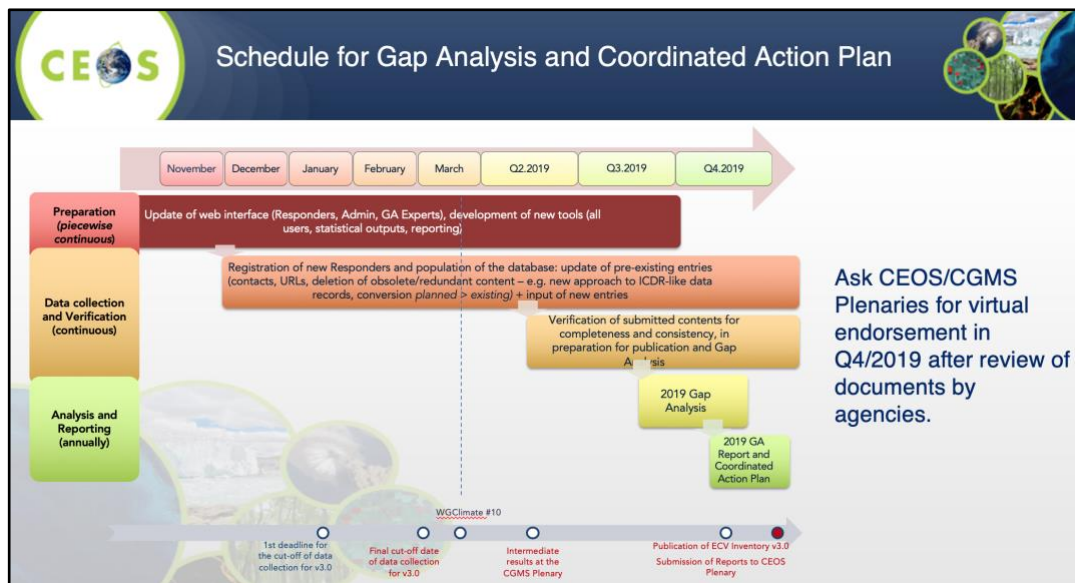 CEOS
Schedule for Gap Analysis and Coordinated Action Plan
November
December
January
February
March
Q2.2019
Q3.2019
Q4.2019
Preparation
(piecewise
continuous)
Update of web interface (Responders, Admin, GA Experts), development of new tools (all
users, statistical outputs, reporting)
Data collection
and Verification
(continuous)
Registration of new Responders and population of the database: update of pre-existing entries
(contacts, URLs, deletion of obsolete/redundant content – e.g. new approach to ICDR-like data
records, conversion planned > existing) + input of new entries
Verification of submitted contents for
completeness and consistency, in
preparation for publication and Gap
Analysis
Analysis and
Reporting
(annually)
2019 Gap
Analysis
2019 GA
Report and
Coordinated
Action Plan
Ask CEOS/CGMS
Plenaries for virtual
endorsement in
Q4/2019 after review of
documents by
agencies.
WGClimate #10
1st deadline for
the cut-off of data
collection for v3.0
Final cut-off date
of data collection
for v3.0
Intermediate
results at the
CGMS Plenary
Publication of ECV Inventory v3.0
Submission of Reports to CEOS
Plenary